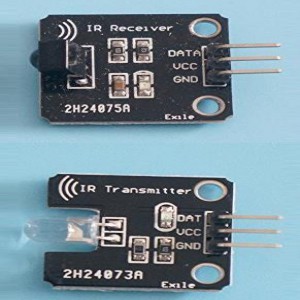 IR Receiver
DATA
VCC
GND
2H24075A
Exile
IR Transmitter
DAT
VCC
GND
2H24073A
Exile